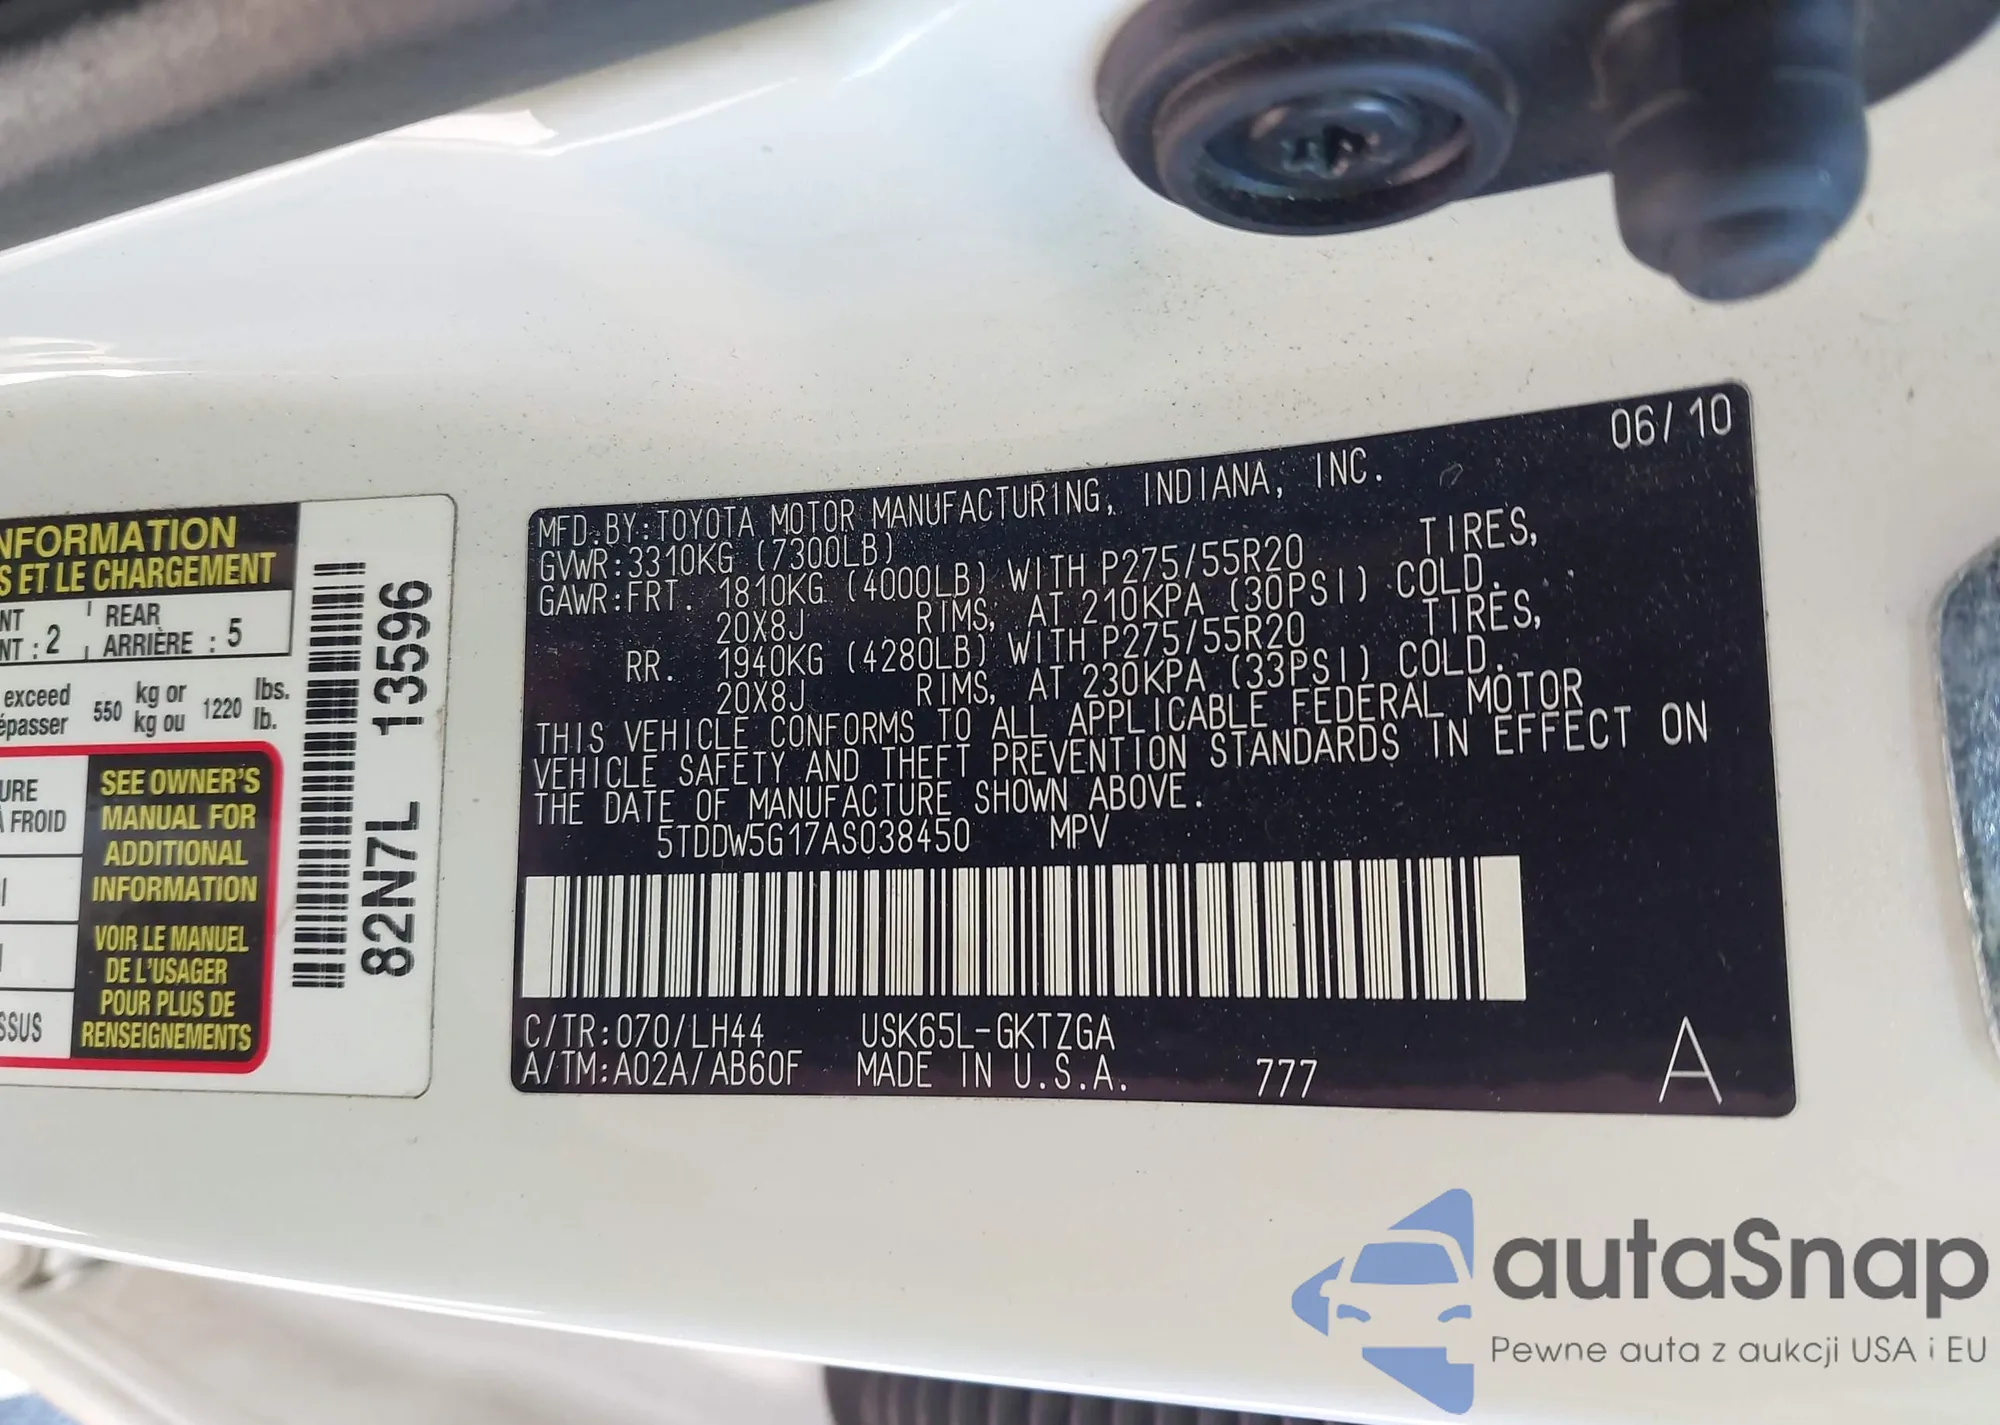 NFORMATION
S ET LE CHARGEMENT
NT : 2
REAR
ARRIÈRE : 5
exceed
épasser
550
kg or
kg ou
1220
lbs.
lb.
URE
À FROID
SSUS
SEE OWNER'S
MANUAL FOR
ADDITIONAL
INFORMATION
VOIR LE MANUEL
DE L'USAGER
POUR PLUS DE
RENSEIGNEMENTS
82N7L 13596
06/10
MFD.BY:TOYOTA MOTOR MANUFACTURING, INDIANA, INC.
GVWR:3310KG (7300LB)
GAWR:FRT. 1810KG (4000LB) WITH P275/55R20 TIRES,
20X8J RIMS, AT 210KPA (30PSI) COLD.
RR. 1940KG (4280LB) WITH P275/55R20 TIRES,
20X8J RIMS, AT 230KPA (33PSI) COLD.
THIS VEHICLE CONFORMS TO ALL APPLICABLE FEDERAL MOTOR
VEHICLE SAFETY AND THEFT PREVENTION STANDARDS IN EFFECT ON
THE DATE OF MANUFACTURE SHOWN ABOVE.
5TDDW5G17AS038450 MPV
C/TR:070/LH44 USK65L-GKTZGA
A/TM:A02A/AB60F MADE IN U.S.A. 777 A
autaSnap
Pewne auta z aukcji USA i EU